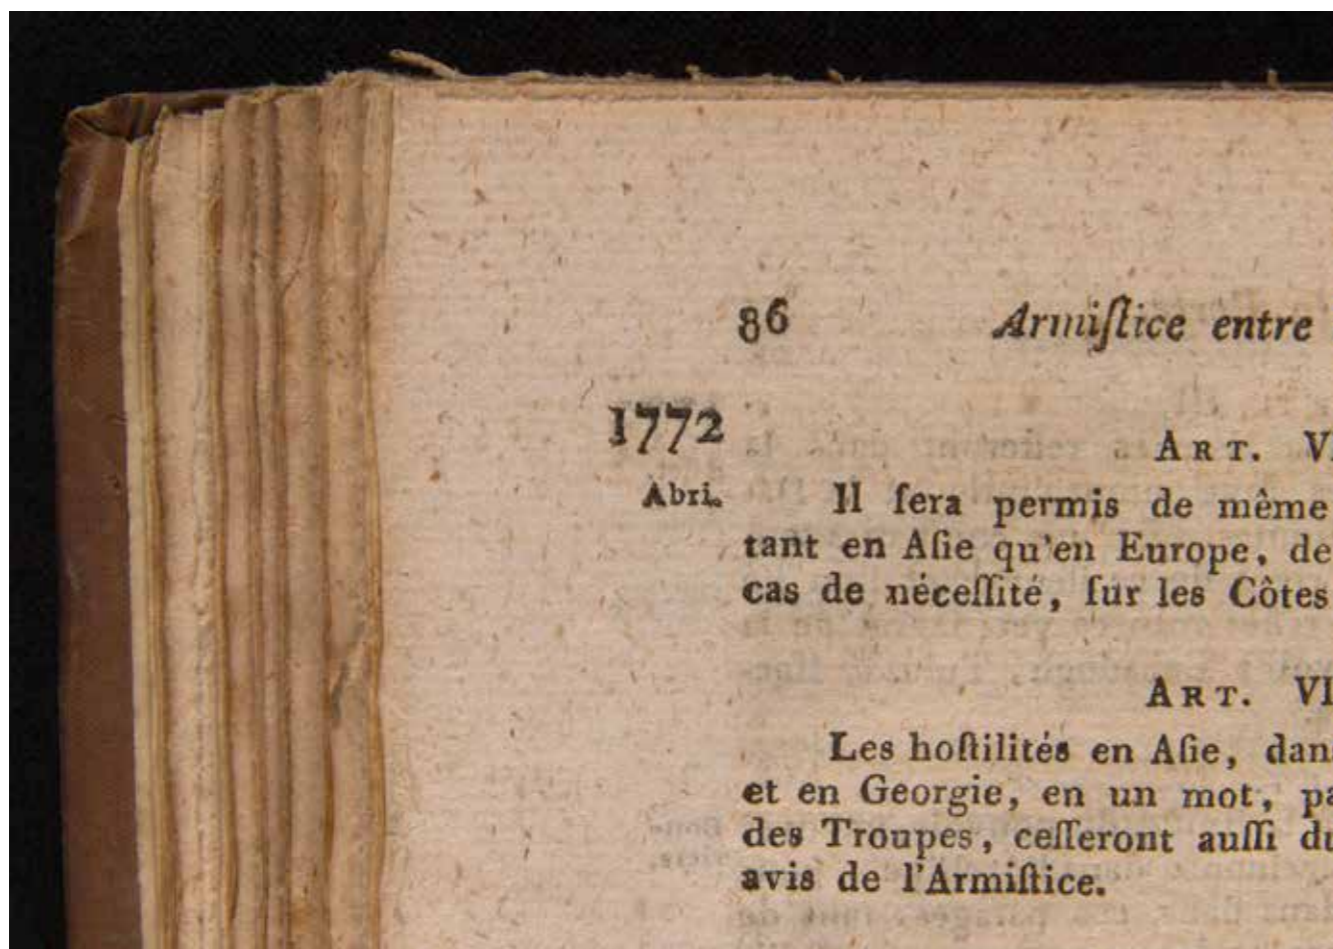 86 Armiſtice entre
1772
Abri. ART. V
Il ſera permis de même
tant en Aſie qu'en Europe, de
cas de néceſſité, ſur les Côtes
ART. VI
Les hoſtilités en Aſie, dan
et en Georgie, en un mot, pa
des Troupes, ceſſeront auſſi du
avis de l'Armiſtice.